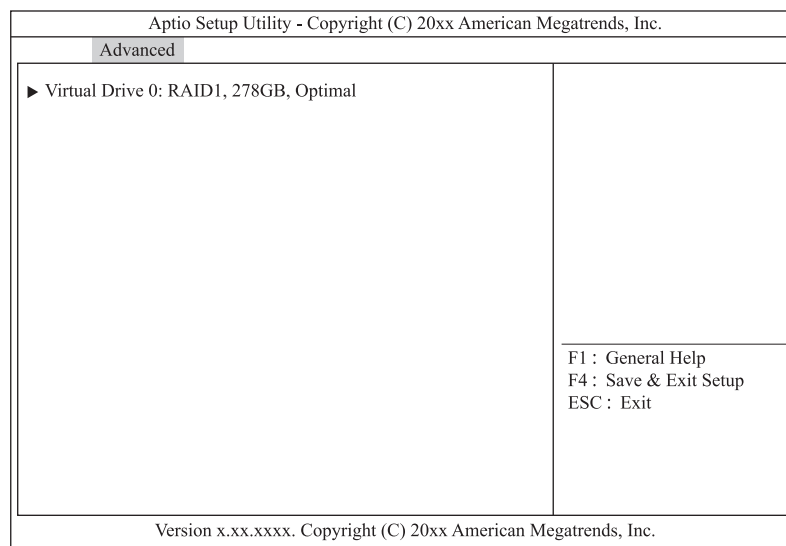 Aptio Setup Utility - Copyright (C) 20xx American Megatrends, Inc.
Advanced
▶ Virtual Drive 0: RAID1, 278GB, Optimal
F1 : General Help
F4 : Save & Exit Setup
ESC : Exit
Version x.xx.xxxx. Copyright (C) 20xx American Megatrends, Inc.